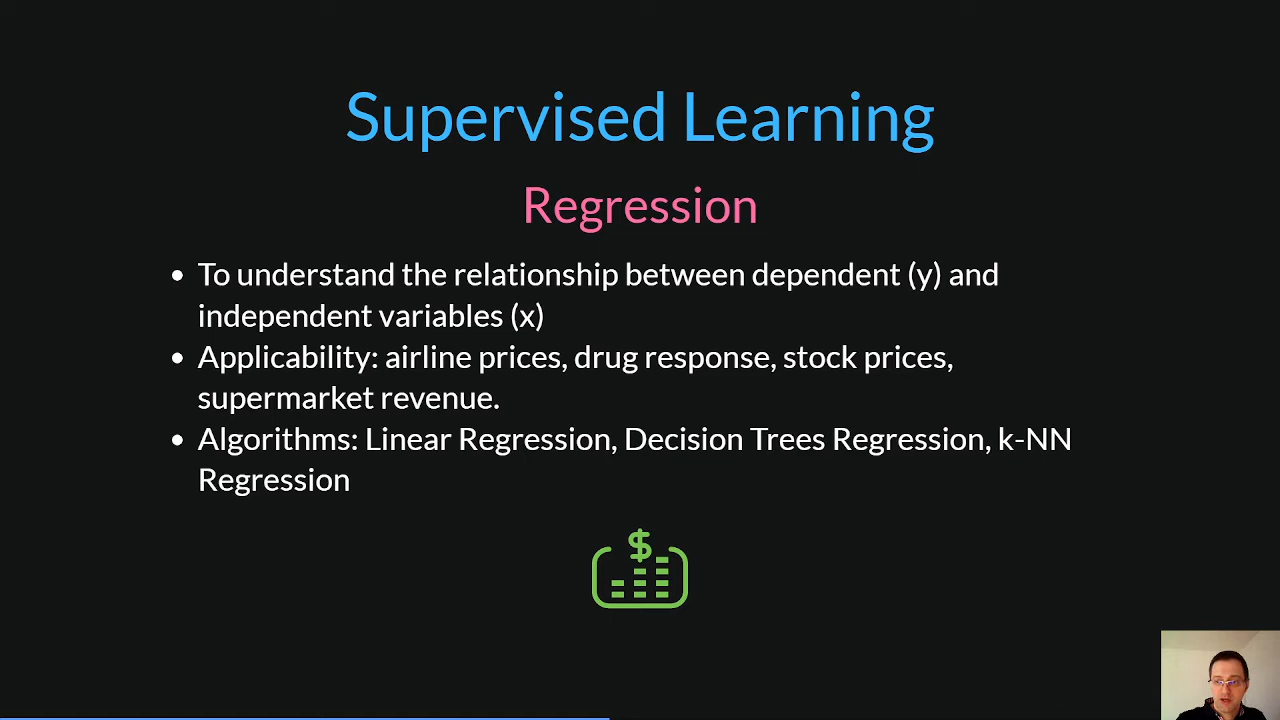 Supervised Learning
Regression
• To understand the relationship between dependent (y) and
independent variables (x)
• Applicability: airline prices, drug response, stock prices,
supermarket revenue.
• Algorithms: Linear Regression, Decision Trees Regression, k-NN
Regression
$